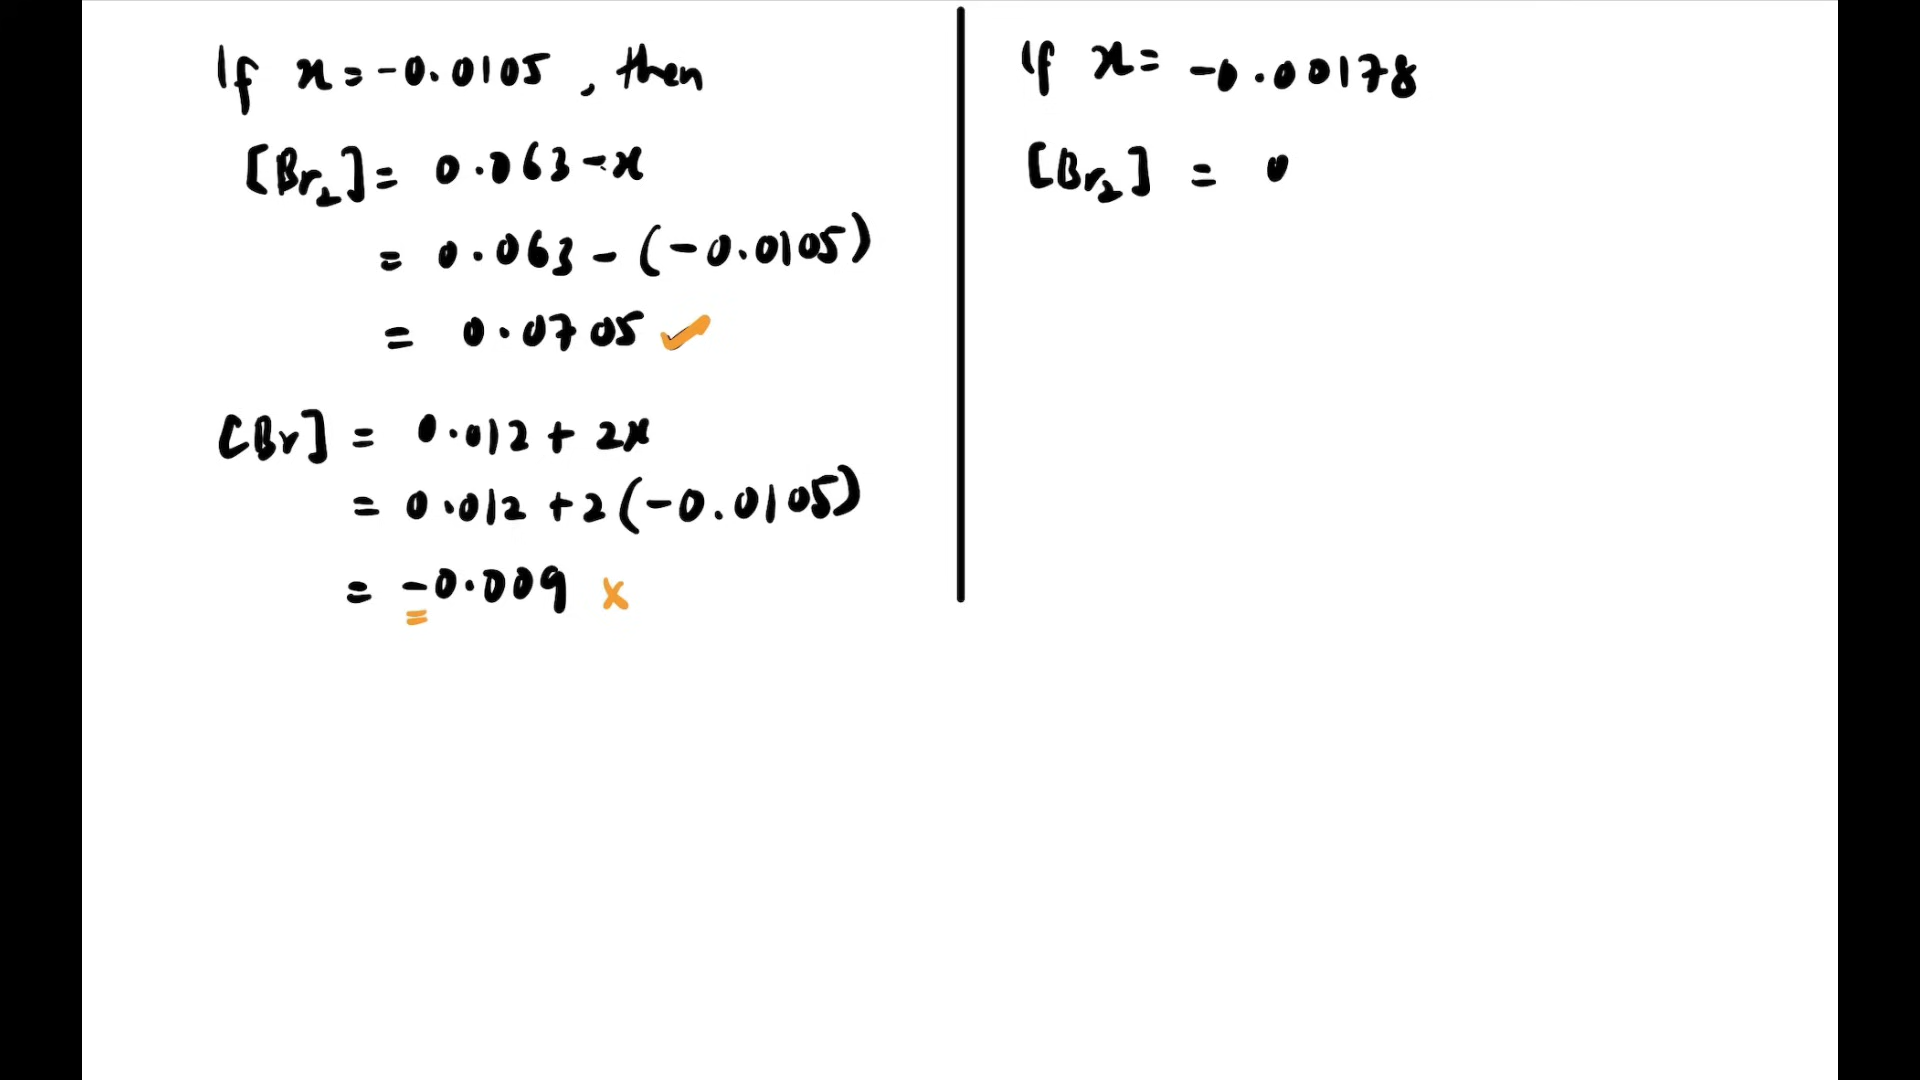 If x = -0.0105, then
[Br₂] = 0.063 - x
= 0.063 - (-0.0105)
= 0.0705 ✓
[Br] = 0.012 + 2x
= 0.012 + 2(-0.0105)
= -0.009 x
If x = -0.00178
[Br₂] = 0